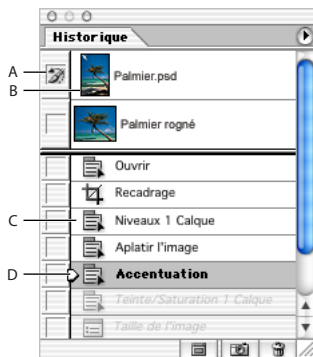 Historique
A
Palmier.psd
B
Palmier rogné
Ouvrir
Recadrage
C
Niveaux 1 Calque
Aplatir l'image
D
Accentuation
Teinte/Saturation 1 Calque
Taille de l'image